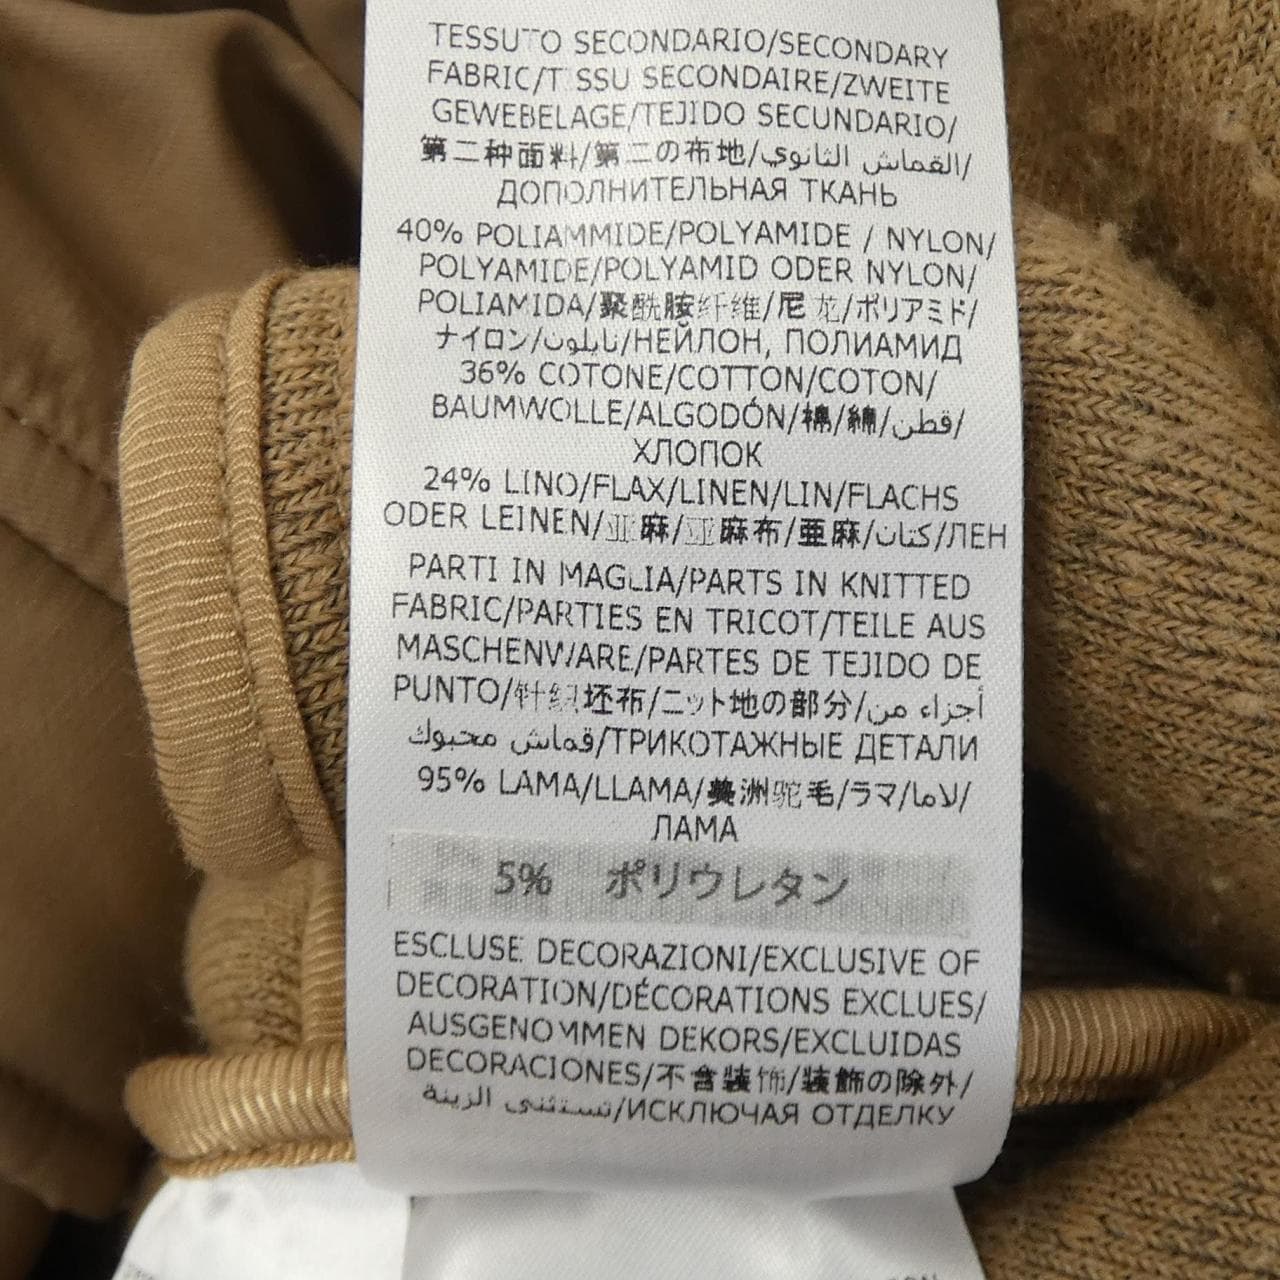 TESSUTO SECONDARIO/SECONDARY
FABRIC/TISSU SECONDAIRE/ZWEITE
GEWEBELAGE/TEJIDO SECUNDARIO/
第二种面料/第二の布地/القماش الثانوي/
ДОПОЛНИТЕЛЬНАЯ ТКАНЬ
40% POLIAMMIDE/POLYAMIDE / NYLON/
POLYAMIDE/POLYAMID ODER NYLON/
POLIAMIDA/聚酰胺纤维/尼龙/ポリアミド/
ナイロン/نايلون/НЕЙЛОН, ПОЛИАМИД
36% COTONE/COTTON/COTON/
BAUMWOLLE/ALGODÓN/棉/綿/قطن/
ХЛОПОК
24% LINO/FLAX/LINEN/LIN/FLACHS
ODER LEINEN/亚麻/亚麻布/亜麻/كتان/ЛЕН
PARTI IN MAGLIA/PARTS IN KNITTED
FABRIC/PARTIES EN TRICOT/TEILE AUS
MASCHENWARE/PARTES DE TEJIDO DE
PUNTO/针织坯布/ニット地の部分/أجزاء من
قماش محبوك/ТРИКОТАЖНЫЕ ДЕТАЛИ
95% LAMA/LLAMA/美洲驼毛/ラマ/لاما/
ЛАМА
5% ポリウレタン
ESCLUSE DECORAZIONI/EXCLUSIVE OF
DECORATION/DÉCORATIONS EXCLUES/
AUSGENOMMEN DEKORS/EXCLUIDAS
DECORACIONES/不含装饰/装飾の除外/
تستثنى الزينة/ИСКЛЮЧАЯ ОТДЕЛКУ